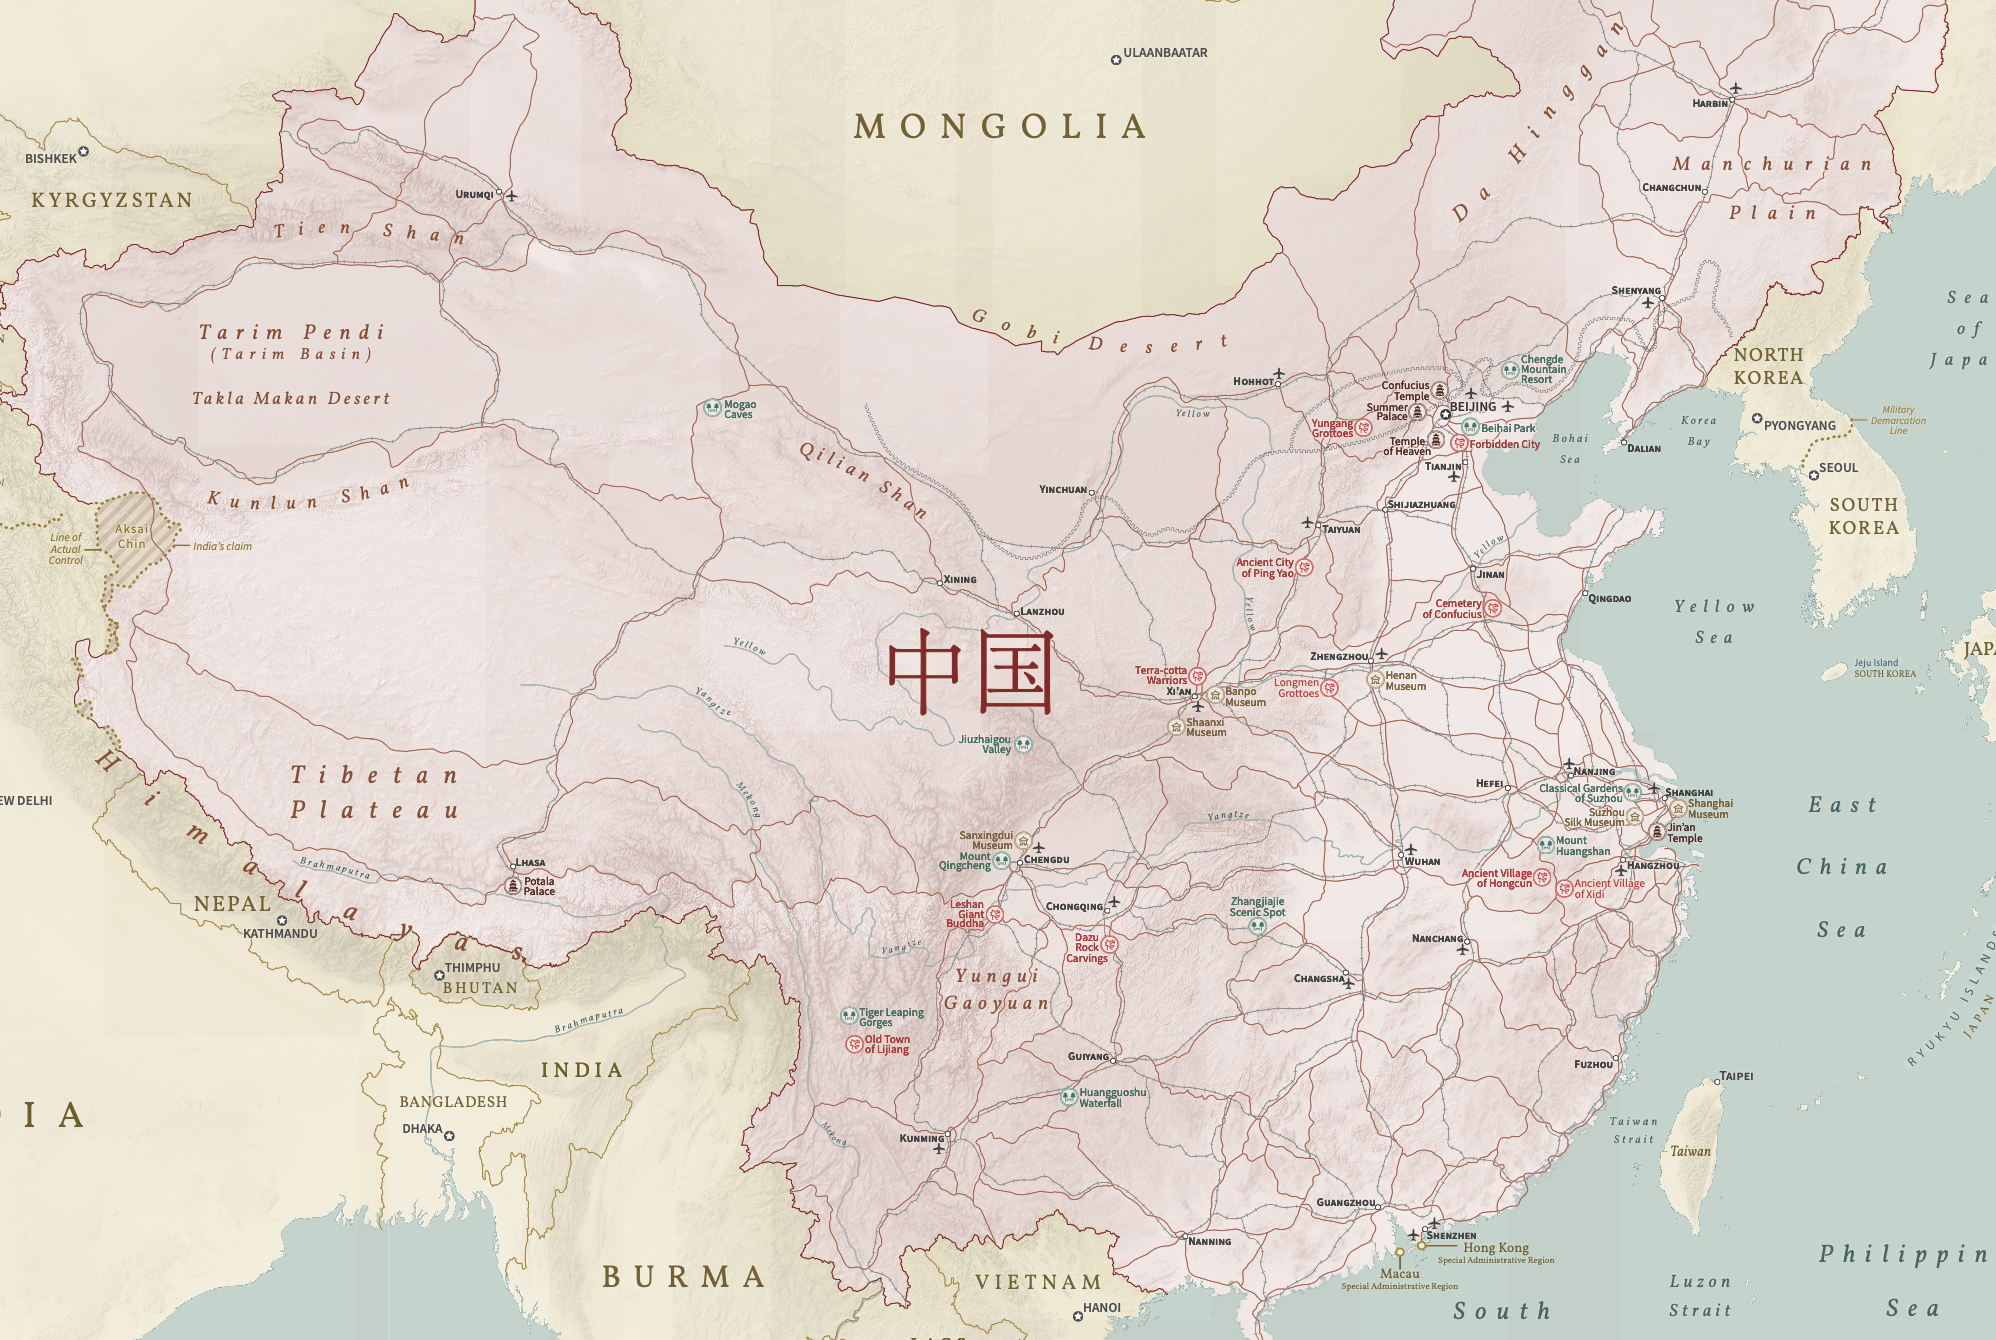 ULAANBAATAR
MONGOLIA
BISHKEK
KYRGYZSTAN
URUMQI
Tien Shan
Tarim Pendi
(Tarim Basin)
Takla Makan Desert
Kunlun Shan
Aksai
Chin
Line of
Actual
Control
India's claim
Mogao
Caves
Qilian Shan
Gobi Desert
Da Hinggan
HARBIN
Manchurian
Plain
CHANGCHUN
SHENYANG
Sea
of
Japa
NORTH
KOREA
PYONGYANG
Military
Demarcation
Line
SEOUL
SOUTH
KOREA
Korea
Bay
Bohai
Sea
DALIAN
Chengde
Mountain
Resort
Confucius
Temple
Summer
Palace
BEIJING
Beihai Park
Yungang
Grottoes
Temple
of Heaven
Forbidden City
TIANJIN
HOHHOT
Yellow
YINCHUAN
SHIJIAZHUANG
TAIYUAN
Ancient City
of Ping Yao
Yellow
Yellow
JINAN
Cemetery
of Confucius
QINGDAO
Yellow
Sea
Jeju Island
SOUTH KOREA
JAPA
XINING
LANZHOU
中国
Yellow
Yangtze
Mekong
Terra-cotta
Warriors
XI'AN
Banpo
Museum
Shaanxi
Museum
Longmen
Grottoes
ZHENGZHOU
Henan
Museum
Jiuzhaigou
Valley
Tibetan
Plateau
Himalayas
EW DELHI
Brahmaputra
LHASA
Potala
Palace
NEPAL
KATHMANDU
THIMPHU
BHUTAN
Brahmaputra
INDIA
BANGLADESH
DHAKA
DIA
BURMA
Sanxingdui
Museum
Mount
Qingcheng
CHENGDU
Leshan
Giant
Buddha
CHONGQING
Dazu
Rock
Carvings
Yangtze
Yangtze
Yungui
Gaoyuan
Tiger Leaping
Gorges
Old Town
of Lijiang
Zhangjiajie
Scenic Spot
WUHAN
HEFEI
NANJING
Classical Gardens
of Suzhou
SHANGHAI
Shanghai
Museum
Suzhou
Silk Museum
Jin'an
Temple
Mount
Huangshan
HANGZHOU
Ancient Village
of Hongcun
Ancient Village
of Xidi
NANCHANG
CHANGSHA
East
China
Sea
RYUKYU ISLANDS
JAPAN
GUIYANG
Huangguoshu
Waterfall
KUNMING
Mekong
FUZHOU
TAIPEI
Taiwan
Strait
Taiwan
GUANGZHOU
SHENZHEN
Hong Kong
Special Administrative Region
Macau
Special Administrative Region
NANNING
VIETNAM
HANOI
South
Luzon
Strait
Philippin
Sea